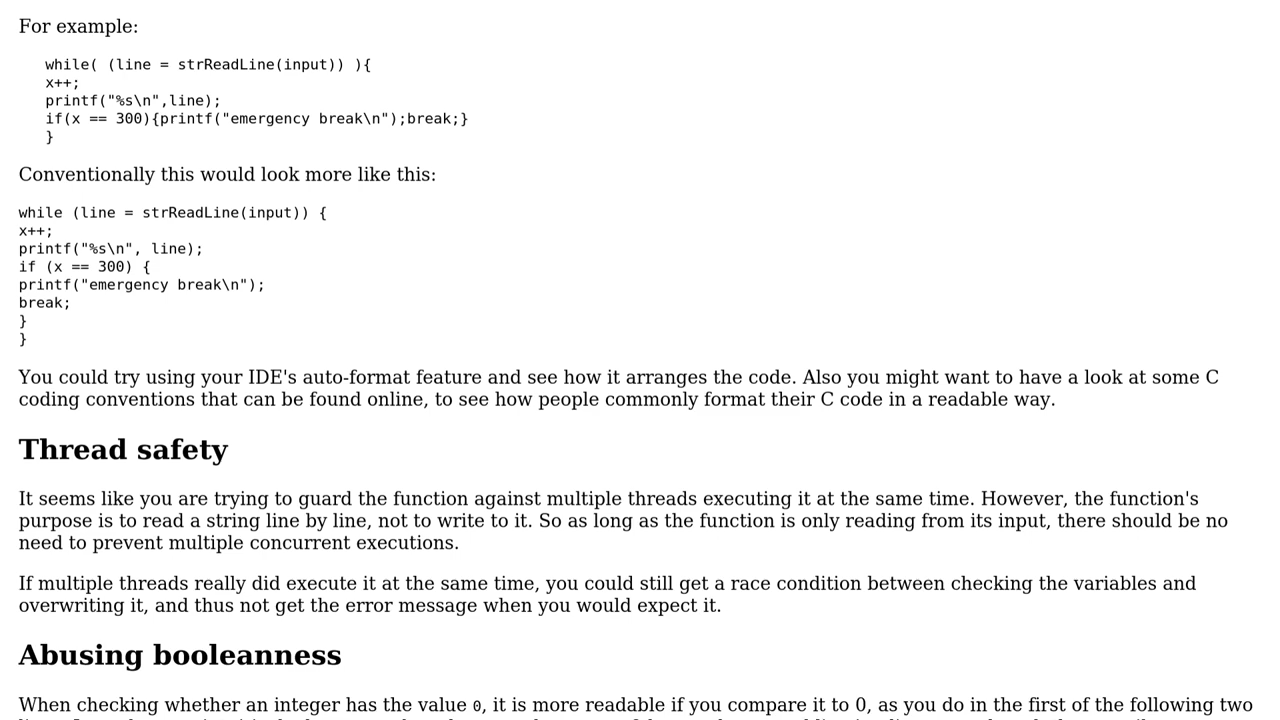 For example:
while( (line = strReadLine(input)) ){
x++;
printf("%s\n",line);
if(x == 300){printf("emergency break\n");break;}
}
Conventionally this would look more like this:
while (line = strReadLine(input)) {
x++;
printf("%s\n", line);
if (x == 300) {
printf("emergency break\n");
break;
}
}
You could try using your IDE's auto-format feature and see how it arranges the code. Also you might want to have a look at some C
coding conventions that can be found online, to see how people commonly format their C code in a readable way.
Thread safety
It seems like you are trying to guard the function against multiple threads executing it at the same time. However, the function's
purpose is to read a string line by line, not to write to it. So as long as the function is only reading from its input, there should be no
need to prevent multiple concurrent executions.
If multiple threads really did execute it at the same time, you could still get a race condition between checking the variables and
overwriting it, and thus not get the error message when you would expect it.
Abusing booleanness
When checking whether an integer has the value 0, it is more readable if you compare it to 0, as you do in the first of the following two